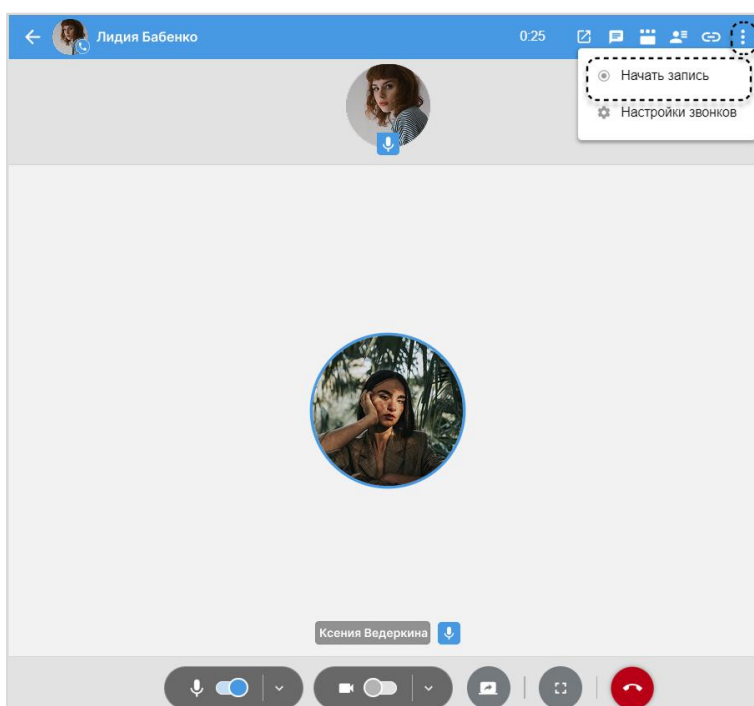 Лидия Бабенко
0:25
Начать запись
Настройки звонков
Ксения Ведеркина